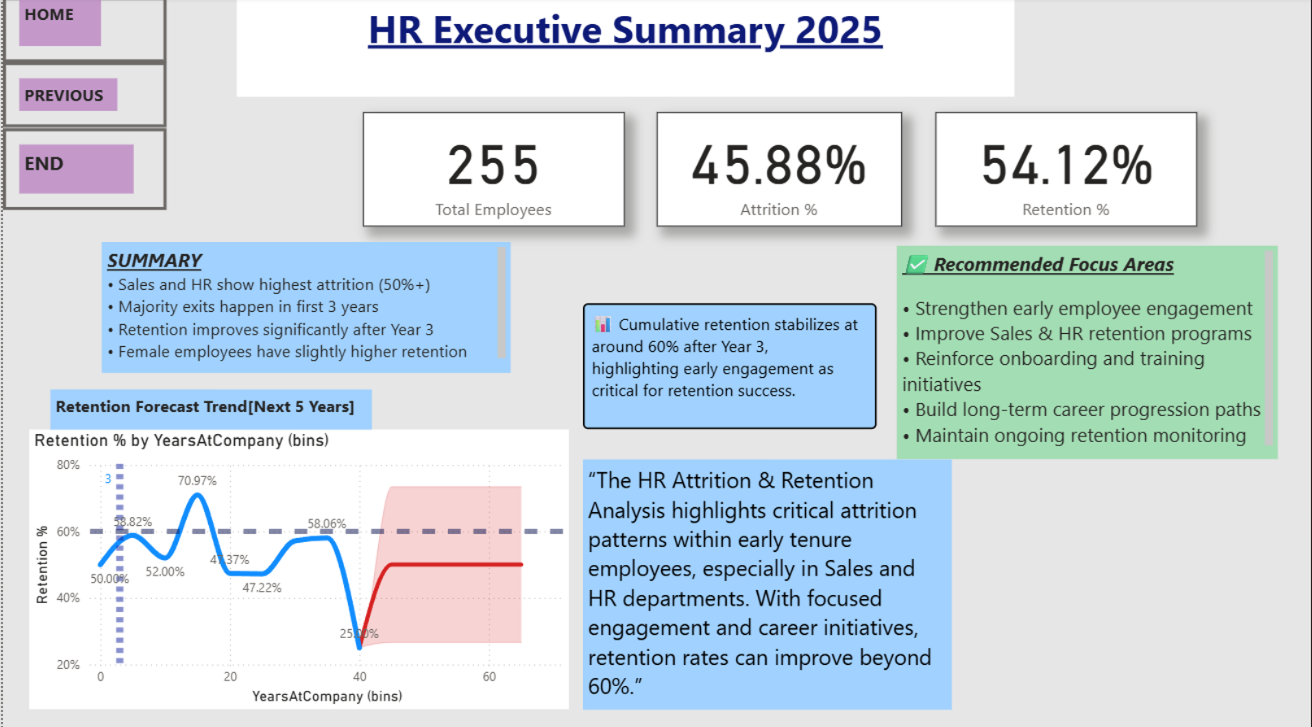 HOME
PREVIOUS
END
HR Executive Summary 2025
255
Total Employees
45.88%
Attrition %
54.12%
Retention %
SUMMARY
• Sales and HR show highest attrition (50%+)
• Majority exits happen in first 3 years
• Retention improves significantly after Year 3
• Female employees have slightly higher retention
📊 Cumulative retention stabilizes at
around 60% after Year 3,
highlighting early engagement as
critical for retention success.
✅ Recommended Focus Areas
• Strengthen early employee engagement
• Improve Sales & HR retention programs
• Reinforce onboarding and training
initiatives
• Build long-term career progression paths
• Maintain ongoing retention monitoring
Retention Forecast Trend[Next 5 Years]
Retention % by YearsAtCompany (bins)
Retention %
80%
60%
40%
20%
3
50.00%
58.82%
52.00%
70.97%
47.37%
47.22%
58.06%
25.00%
0
20
40
60
YearsAtCompany (bins)
“The HR Attrition & Retention
Analysis highlights critical attrition
patterns within early tenure
employees, especially in Sales and
HR departments. With focused
engagement and career initiatives,
retention rates can improve beyond
60%.”